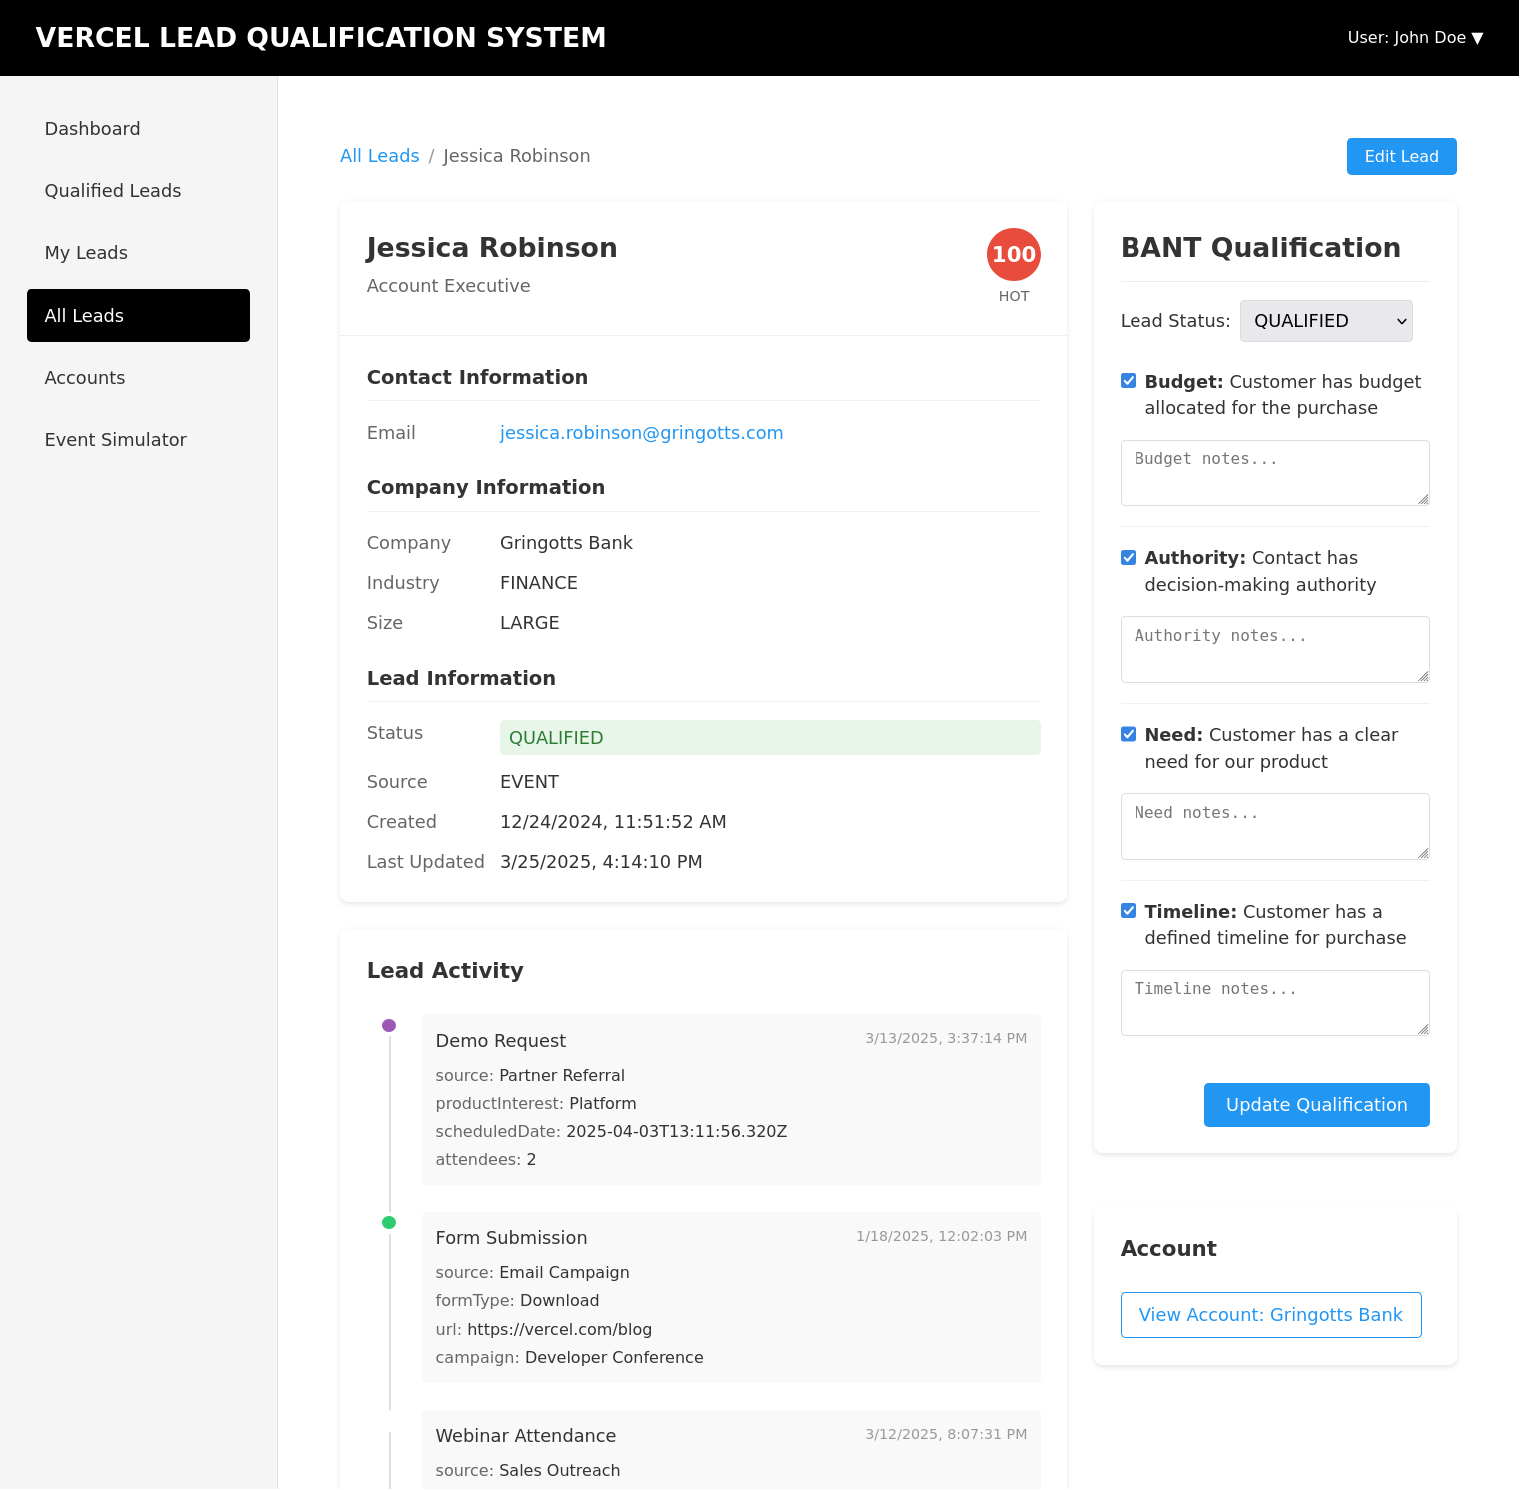 VERCEL LEAD QUALIFICATION SYSTEM
User: John Doe ▼
Dashboard
Qualified Leads
My Leads
All Leads
Accounts
Event Simulator
All Leads / Jessica Robinson
Edit Lead
Jessica Robinson
Account Executive
100
HOT
Contact Information
Email jessica.robinson@gringotts.com
Company Information
Company Gringotts Bank
Industry FINANCE
Size LARGE
Lead Information
Status QUALIFIED
Source EVENT
Created 12/24/2024, 11:51:52 AM
Last Updated 3/25/2025, 4:14:10 PM
Lead Activity
Demo Request 3/13/2025, 3:37:14 PM
source: Partner Referral
productInterest: Platform
scheduledDate: 2025-04-03T13:11:56.320Z
attendees: 2
Form Submission 1/18/2025, 12:02:03 PM
source: Email Campaign
formType: Download
url: https://vercel.com/blog
campaign: Developer Conference
Webinar Attendance 3/12/2025, 8:07:31 PM
source: Sales Outreach
BANT Qualification
Lead Status: QUALIFIED
Budget: Customer has budget
allocated for the purchase
Budget notes...
Authority: Contact has
decision-making authority
Authority notes...
Need: Customer has a clear
need for our product
Need notes...
Timeline: Customer has a
defined timeline for purchase
Timeline notes...
Update Qualification
Account
View Account: Gringotts Bank